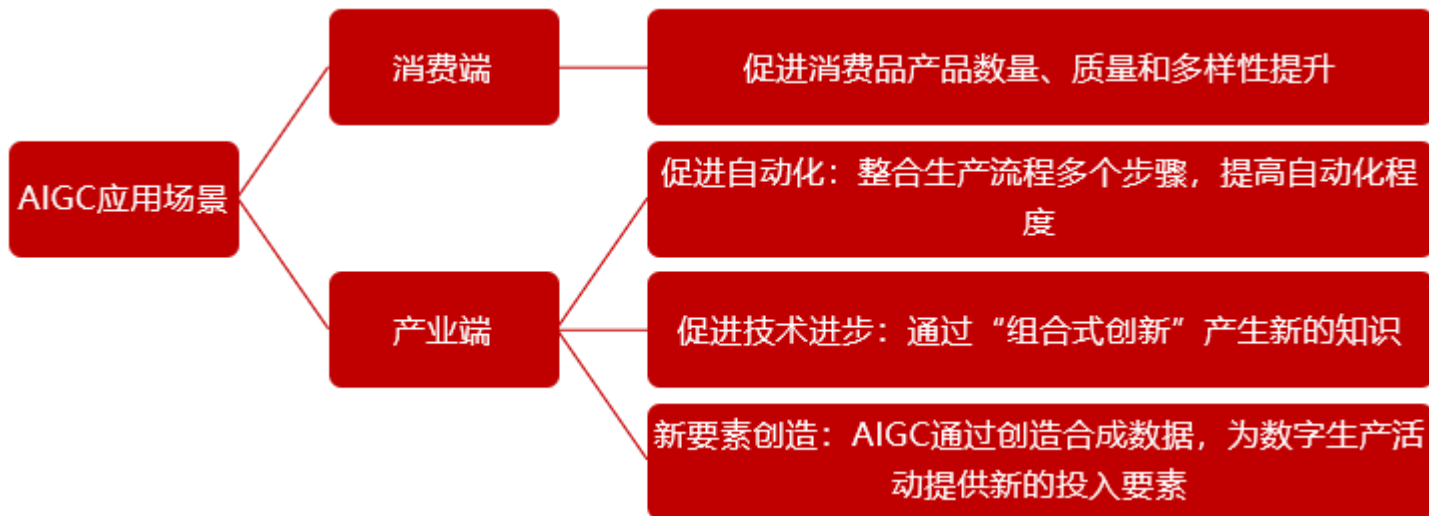 AIGC应用场景
消费端
促进消费品产品数量、质量和多样性提升
产业端
促进自动化：整合生产流程多个步骤，提高自动化程
度
促进技术进步：通过“组合式创新”产生新的知识
新要素创造：AIGC通过创造合成数据，为数字生产活
动提供新的投入要素